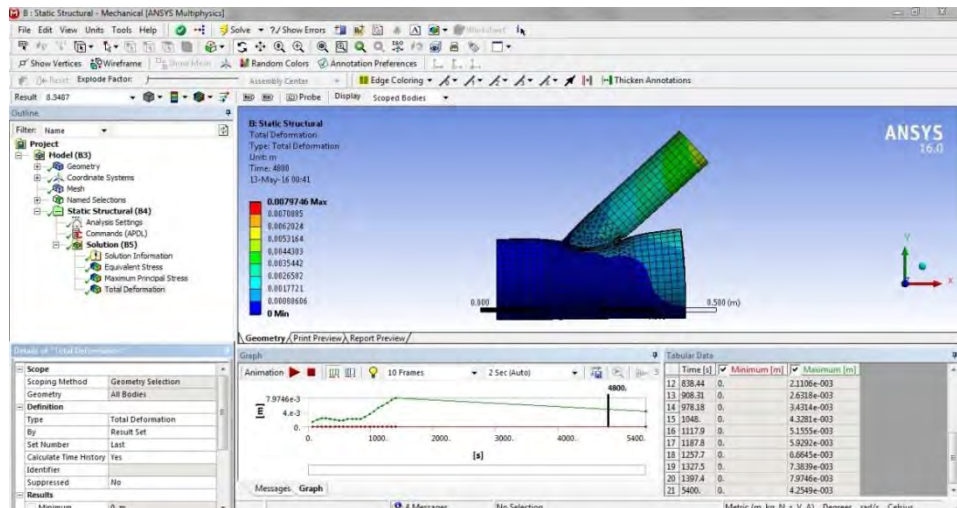 B : Static Structural - Mechanical [ANSYS Multiphysics]
File Edit View Units Tools Help Solve ?/ Show Errors Worksheet
Show Vertices Wireframe Show Mesh Random Colors Annotation Preferences
Reset Explode Factor: Assembly Center Edge Coloring Thicken Annotations
Result 8.3487 Probe Display Scoped Bodies
Outline
Filter: Name
Project
Model (B3)
Geometry
Coordinate Systems
Mesh
Named Selections
Static Structural (B4)
Analysis Settings
Commands (APDL)
Solution (B5)
Solution Information
Equivalent Stress
Maximum Principal Stress
Total Deformation
B: Static Structural
Total Deformation
Type: Total Deformation
Unit: m
Time: 4800
13-May-16 00:41
0.0079746 Max
0.0070885
0.0062024
0.0053164
0.0044303
0.0035442
0.0026582
0.0017721
0.00088606
0 Min
ANSYS
16.0
Y
X
0.000
0.500 (m)
Geometry Print Preview Report Preview
Details of "Total Deformation"
Scope
Scoping Method Geometry Selection
Geometry All Bodies
Definition
Type Total Deformation
By Result Set
Set Number Last
Calculate Time History Yes
Identifier
Suppressed No
Results
Minimum 0. m
Graph
Animation 10 Frames 2 Sec (Auto)
4800.
7.9746e-3
4.e-3
0.
[m]
0. 1000. 2000. 3000. 4000. 5400.
[s]
Messages Graph
Tabular Data
Time [s] Minimum [m] Maximum [m]
12 838.44 0. 2.1106e-003
13 908.31 0. 2.6318e-003
14 978.18 0. 3.4314e-003
15 1048. 0. 4.3281e-003
16 1117.9 0. 5.1555e-003
17 1187.8 0. 5.9292e-003
18 1257.7 0. 6.6645e-003
19 1327.5 0. 7.3839e-003
20 1397.4 0. 7.9746e-003
21 5400. 0. 4.2549e-003
4 Messages No Selection Metric (m, kg, N, s, V, A) Degrees rad/s Celsius